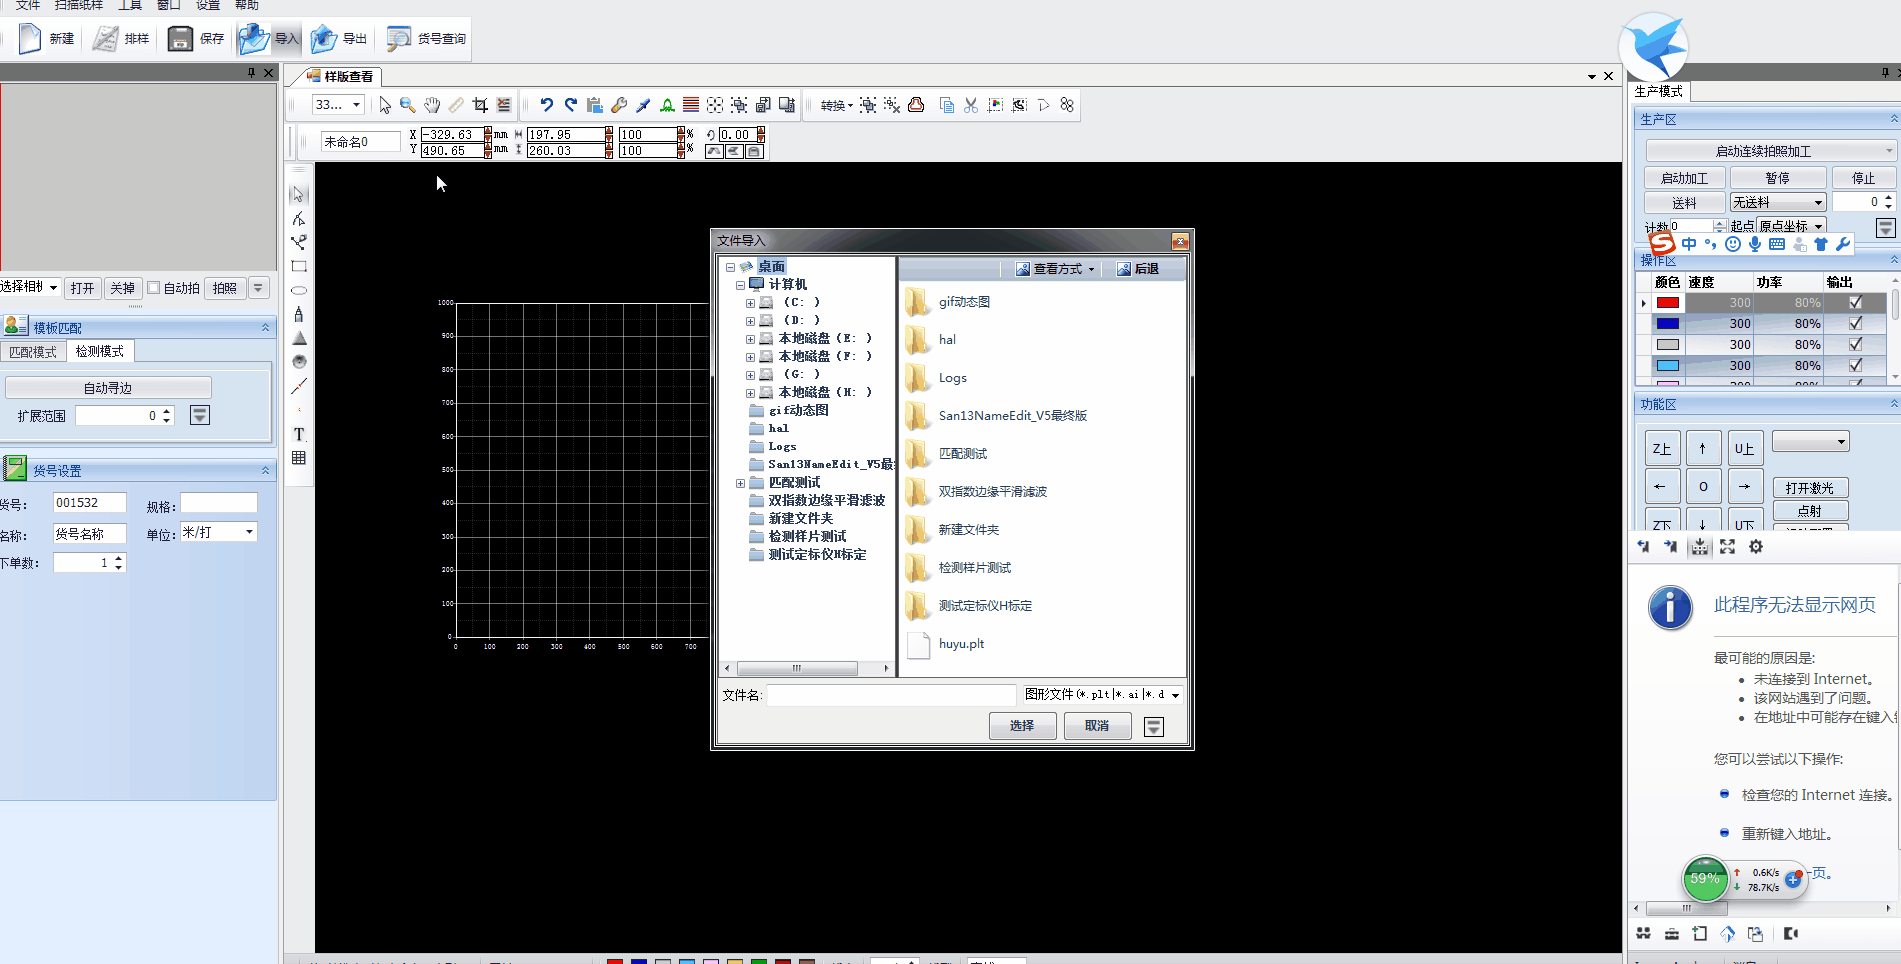 文件 扫描纸样 工具 窗口 设置 帮助
新建 排样 保存 导入 导出 货号查询
样版查看
生产模式
33... 转换
未命名0 X -329.63 mm 197.95 100 % 0.00
Y 490.65 mm 260.03 100 %
生产区
启动连续拍照加工
启动加工 暂停 停止
送料 无送料 0
计数 0 起点 原点坐标
中
操作区
颜色 速度 功率 输出
300 80%
300 80%
300 80%
300 80%
300 80%
功能区
Z上 ↑ U上
← O → 打开激光
点射
Z下 ↓ U下
选择相机 打开 关掉 自动拍 拍照
模板匹配
匹配模式 检测模式
自动寻边
扩展范围 0
货号设置
货号: 001532 规格:
名称: 货号名称 单位: 米/打
下单数: 1
1000
900
800
700
600
500
400
300
200
100
0
0 100 200 300 400 500 600 700
文件导入
桌面
计算机
(C: )
(D: )
本地磁盘 (E: )
本地磁盘 (F: )
(G: )
本地磁盘 (H: )
gif动态图
hal
Logs
San13NameEdit_V5最
匹配测试
双指数边缘平滑滤波
新建文件夹
检测样片测试
测试定标仪H标定
查看方式 后退
gif动态图
hal
Logs
San13NameEdit_V5最终版
匹配测试
双指数边缘平滑滤波
新建文件夹
检测样片测试
测试定标仪H标定
huyu.plt
文件名: 图形文件(*.plt|*.ai|*.d
选择 取消
此程序无法显示网页
最可能的原因是:
• 未连接到 Internet。
• 该网站遇到了问题。
• 在地址中可能存在键入
您可以尝试以下操作:
检查您的 Internet 连接。
重新键入地址。
一页。
59% 0.6K/s
78.7K/s